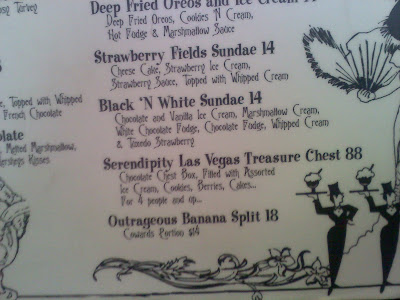 Deep Fried Oreos and Ice Cream
Deep Fried Oreos, Cookies 'N Cream,
Hot Fudge & Marshmallow Sauce
Strawberry Fields Sundae 14
Cheese Cake, Strawberry Ice Cream,
Strawberry Sauce, Topped with Whipped Cream
Black 'N White Sundae 14
Chocolate and Vanilla Ice Cream, Marshmallow Cream,
White Chocolate Fudge, Chocolate Fudge, Whipped Cream
& Tuxedo Strawberry
Serendipity Las Vegas Treasure Chest 88
Chocolate Chest Box, Filled with Assorted
Ice Cream, Cookies, Berries, Cakes...
For 4 people and up...
Outrageous Banana Split 18
Cowards Portion $14
Turkey
Topped with Whipped
French Chocolate
Melted Marshmallow,
Kisses